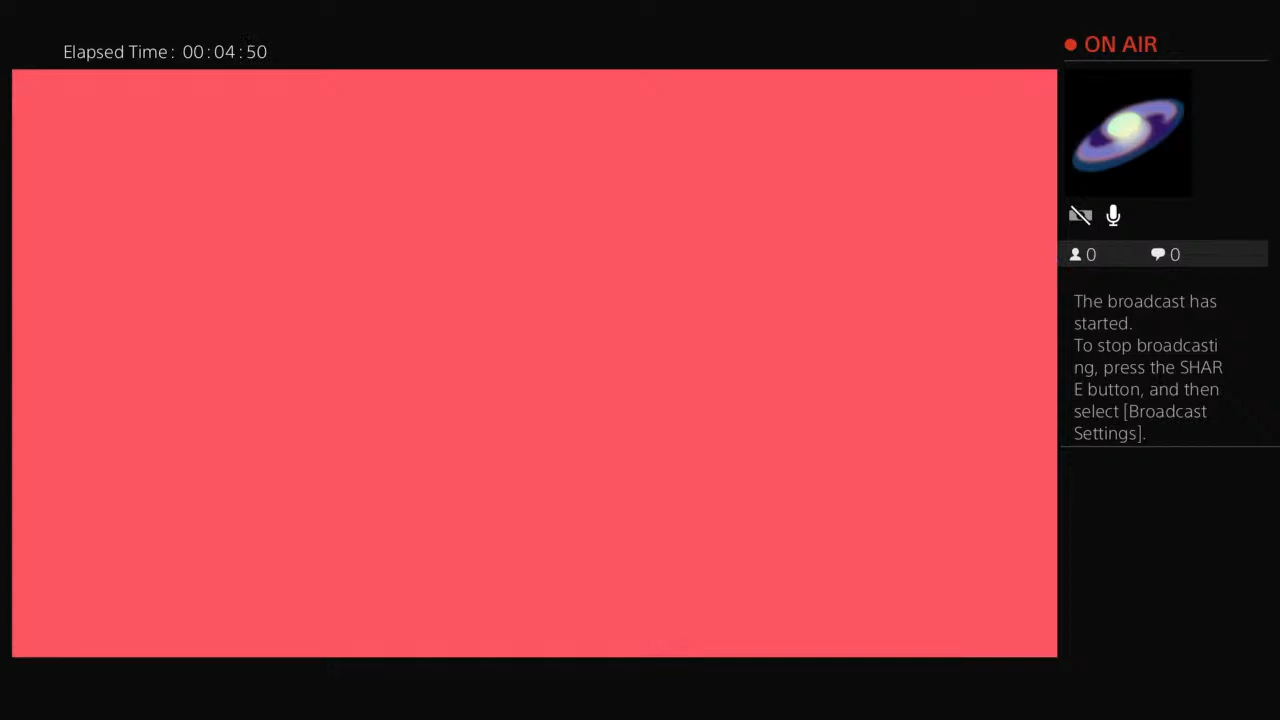 Elapsed Time: 00:04:50
ON AIR
0 0
The broadcast has
started.
To stop broadcasti
ng, press the SHAR
E button, and then
select [Broadcast
Settings].